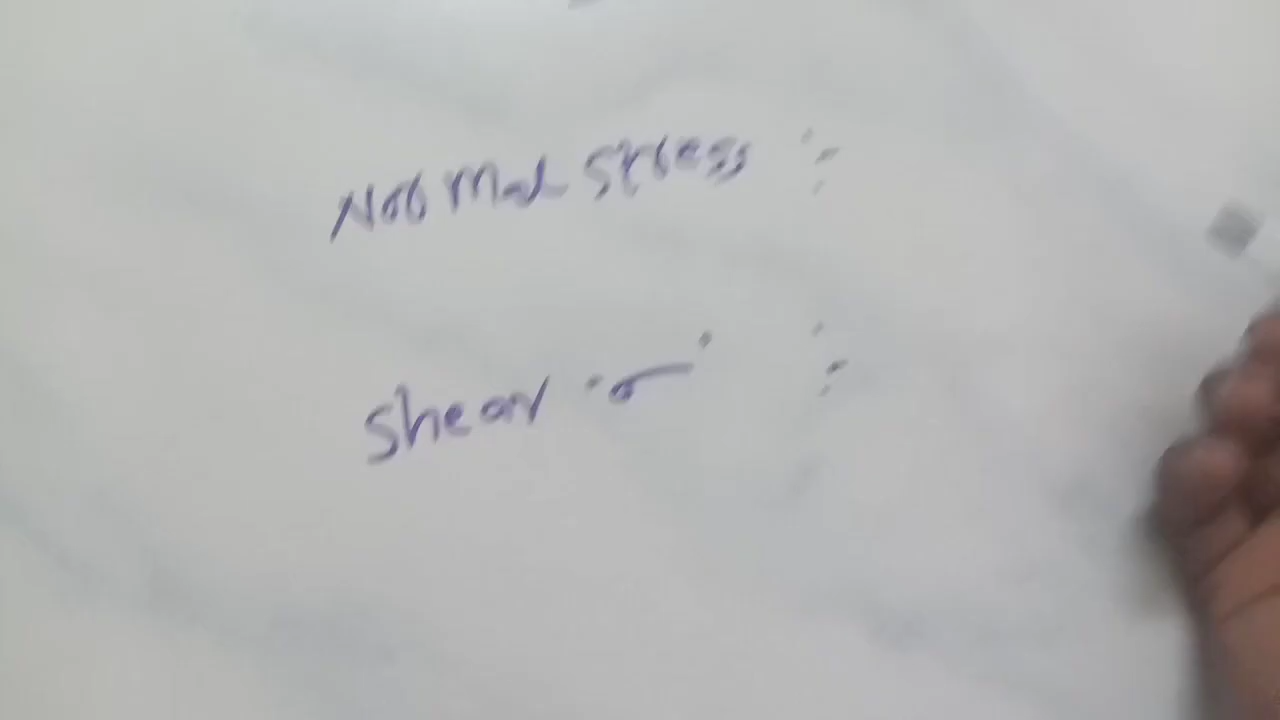 Normal stress :-
Shear -"- :-